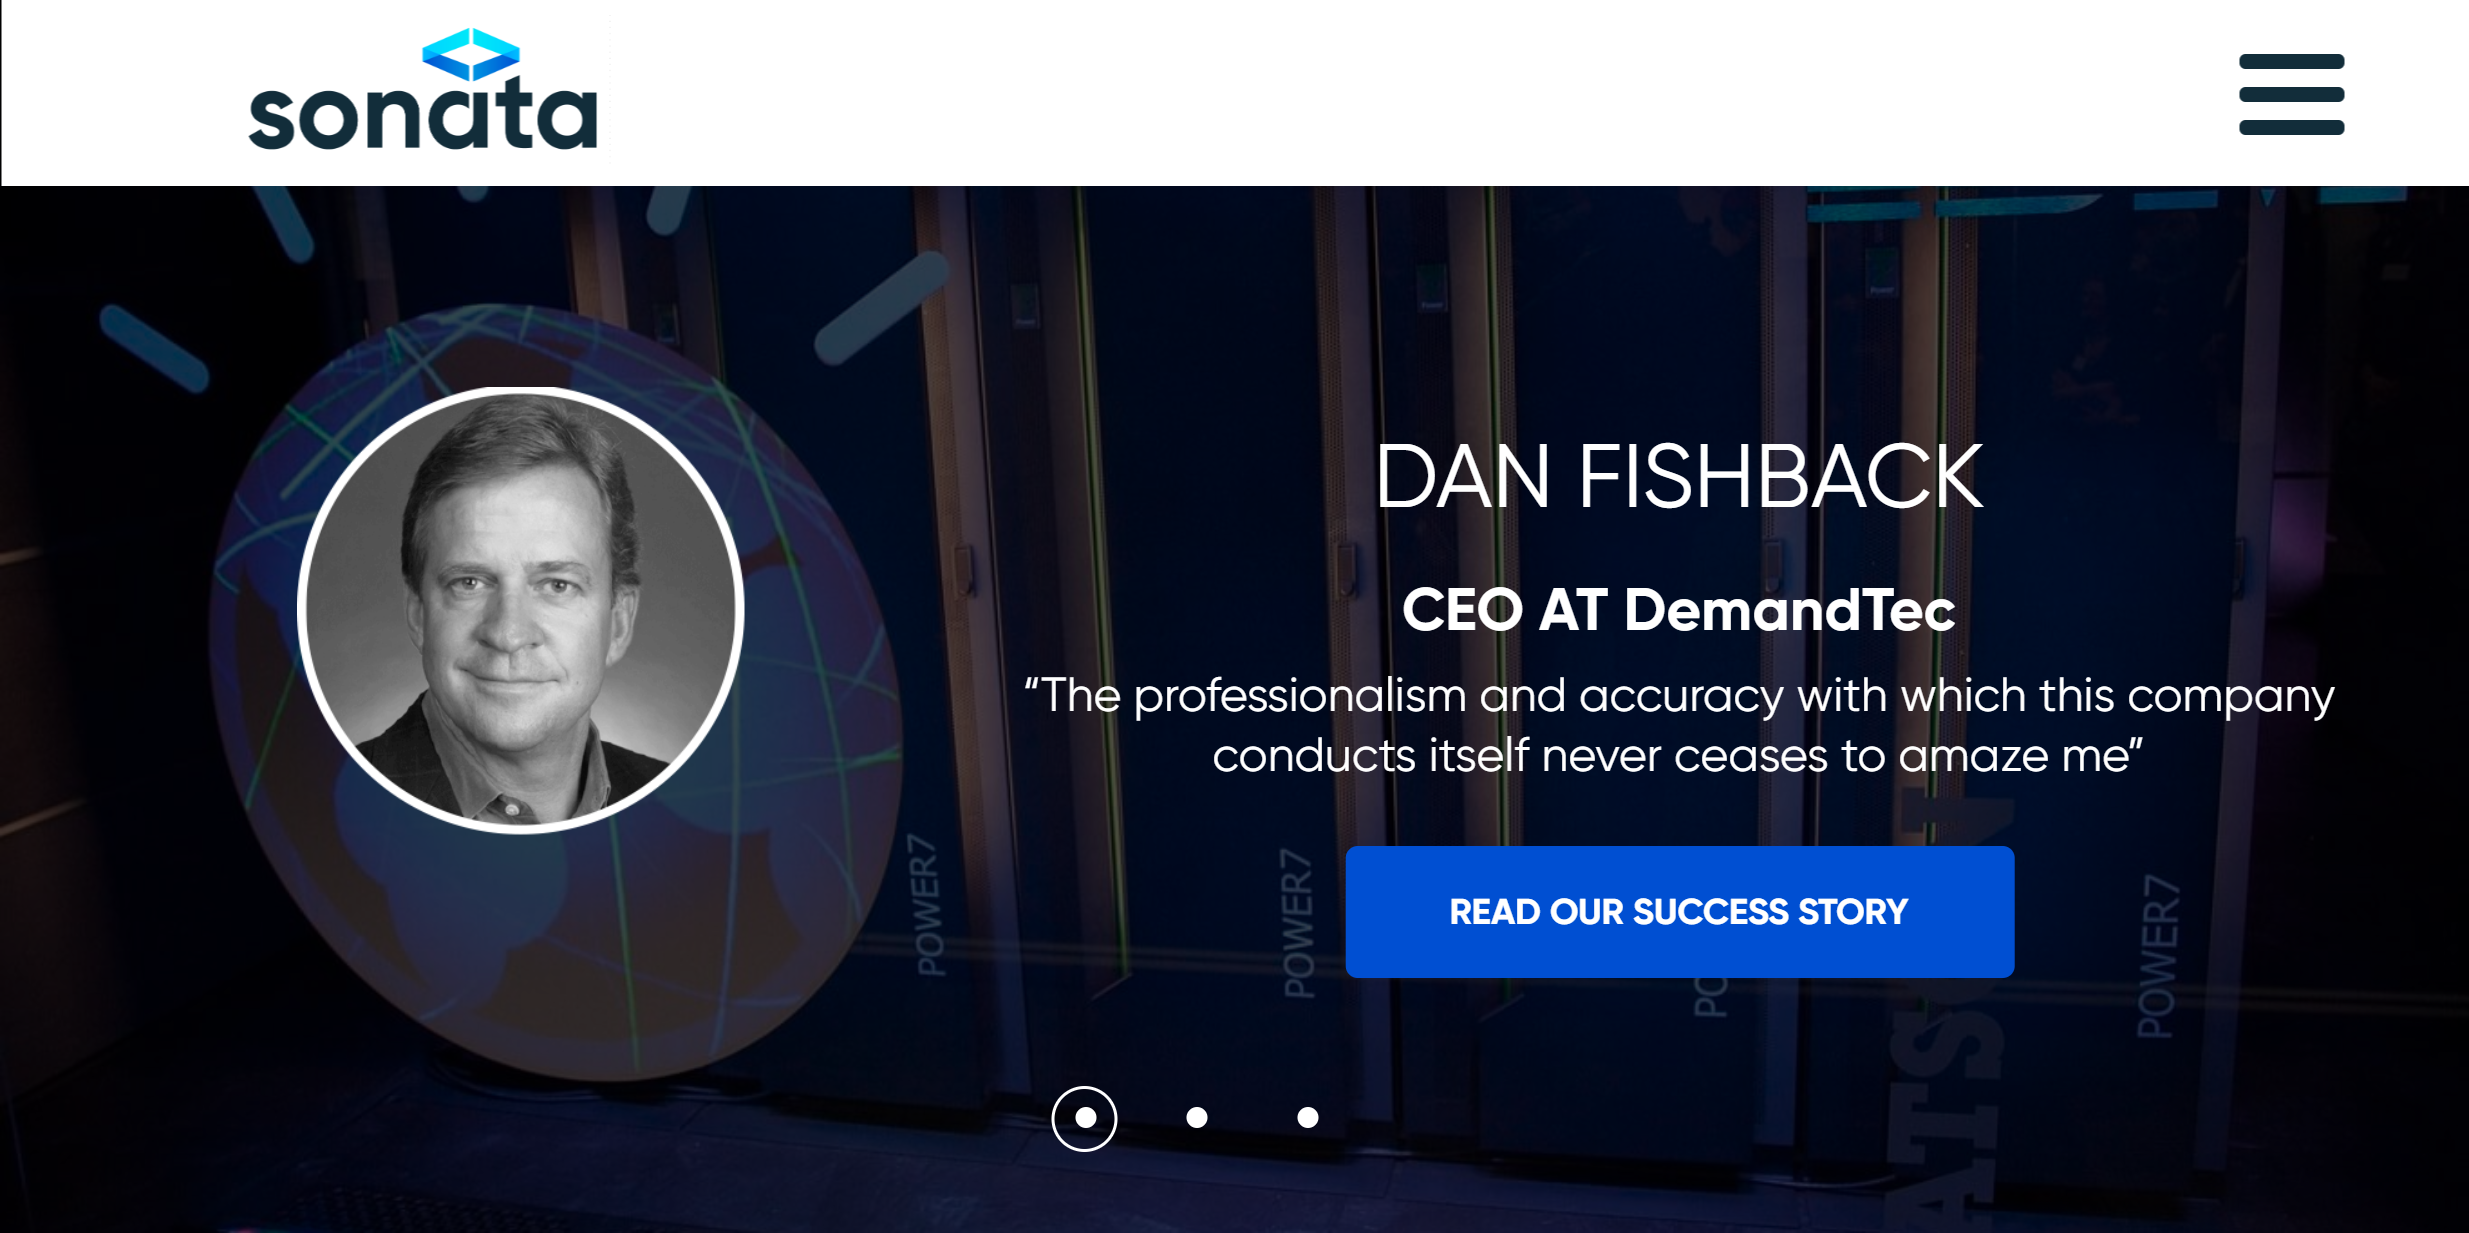 sonata
DAN FISHBACK
CEO AT DemandTec
“The professionalism and accuracy with which this company
conducts itself never ceases to amaze me”
READ OUR SUCCESS STORY
POWER7
POWER7
PO
POWER7
ATSON